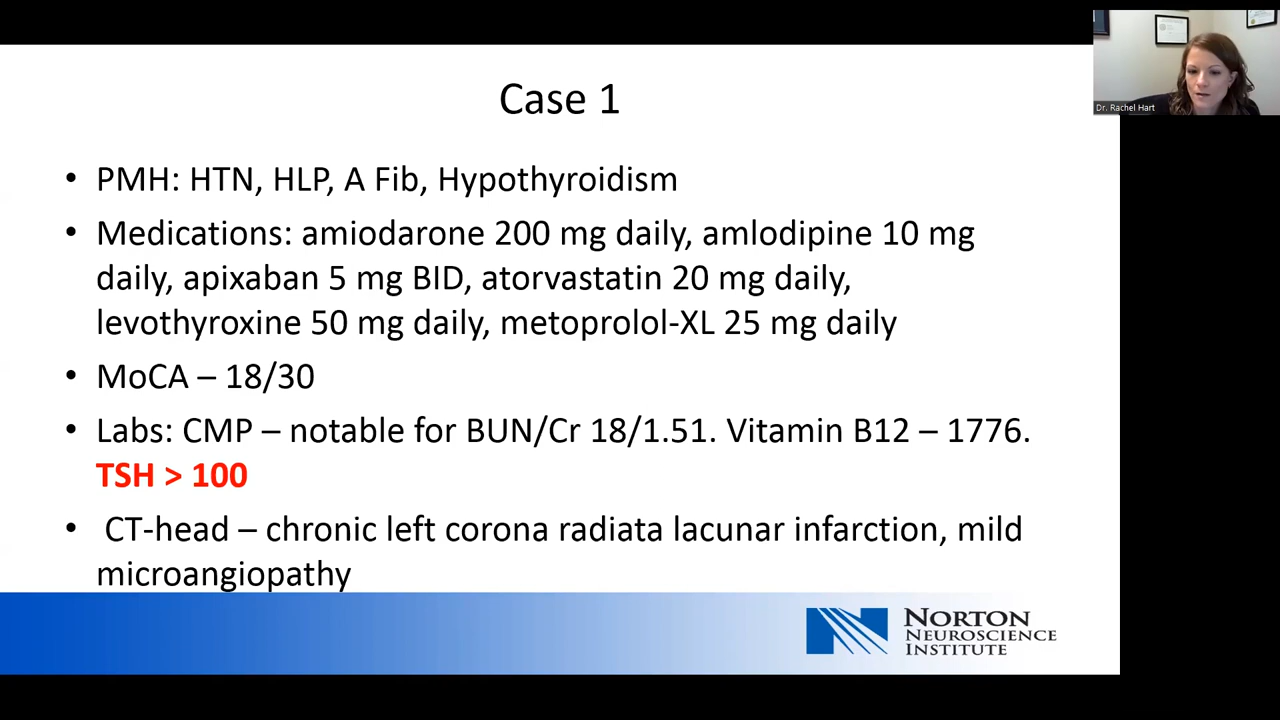 Case 1
Dr. Rachel Hart
• PMH: HTN, HLP, A Fib, Hypothyroidism
• Medications: amiodarone 200 mg daily, amlodipine 10 mg
daily, apixaban 5 mg BID, atorvastatin 20 mg daily,
levothyroxine 50 mg daily, metoprolol-XL 25 mg daily
• MoCA – 18/30
• Labs: CMP – notable for BUN/Cr 18/1.51. Vitamin B12 – 1776.
TSH > 100
• CT-head – chronic left corona radiata lacunar infarction, mild
microangiopathy
NORTON
NEUROSCIENCE
INSTITUTE